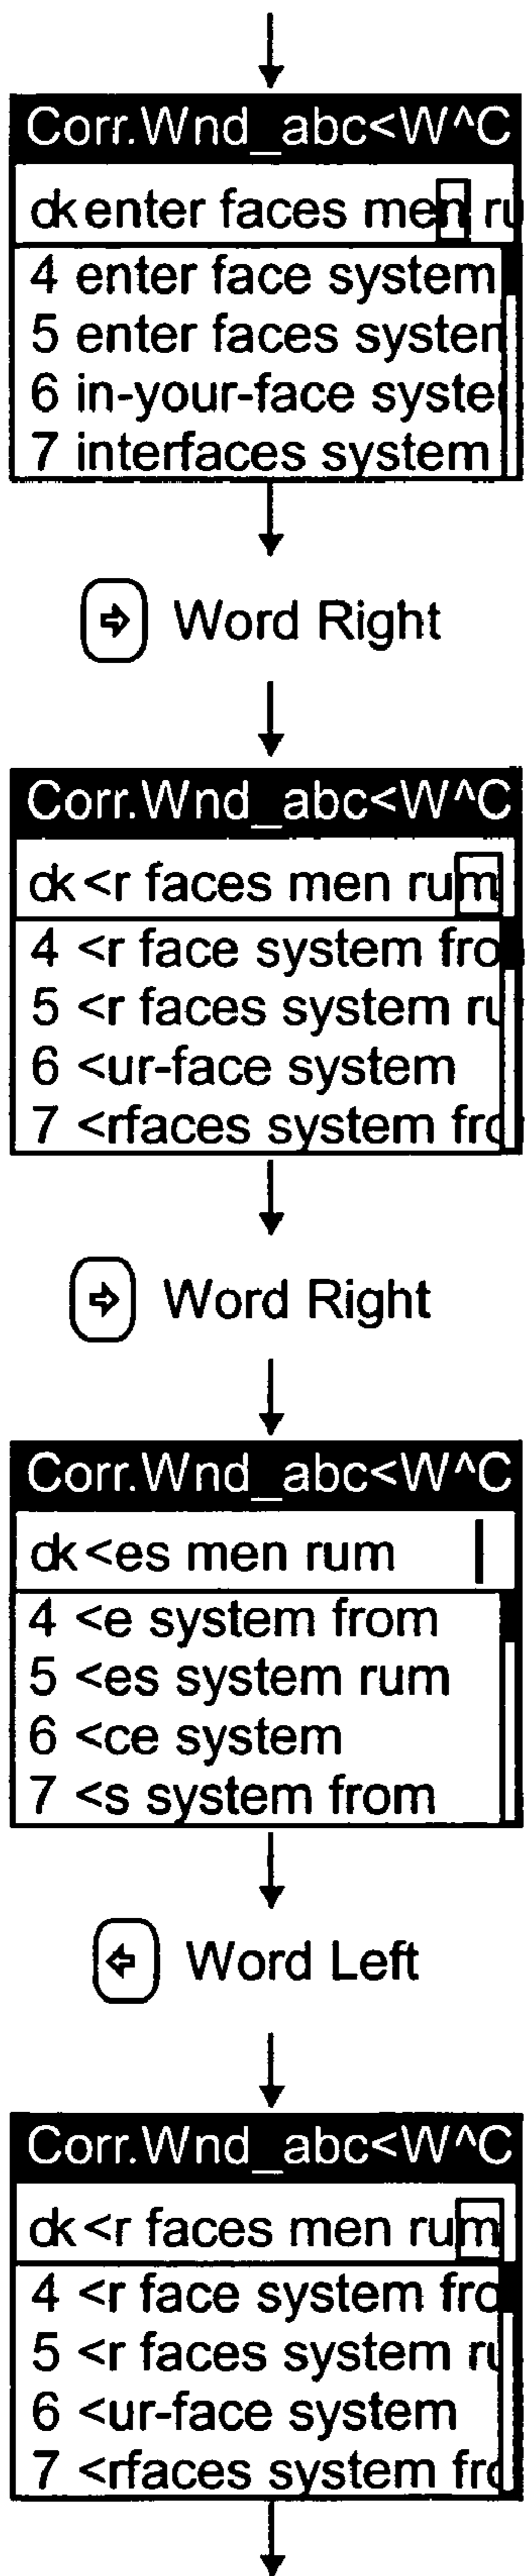 Corr.Wnd_abc<W^C
dk enter faces men ru
4 enter face system
5 enter faces system
6 in-your-face syste
7 interfaces system
⇨ Word Right
Corr.Wnd_abc<W^C
dk <r faces men rum
4 <r face system fro
5 <r faces system ru
6 <ur-face system
7 <rfaces system fro
⇨ Word Right
Corr.Wnd_abc<W^C
dk <es men rum
4 <e system from
5 <es system rum
6 <ce system
7 <s system from
⇦ Word Left
Corr.Wnd_abc<W^C
dk <r faces men rum
4 <r face system fro
5 <r faces system ru
6 <ur-face system
7 <rfaces system fro